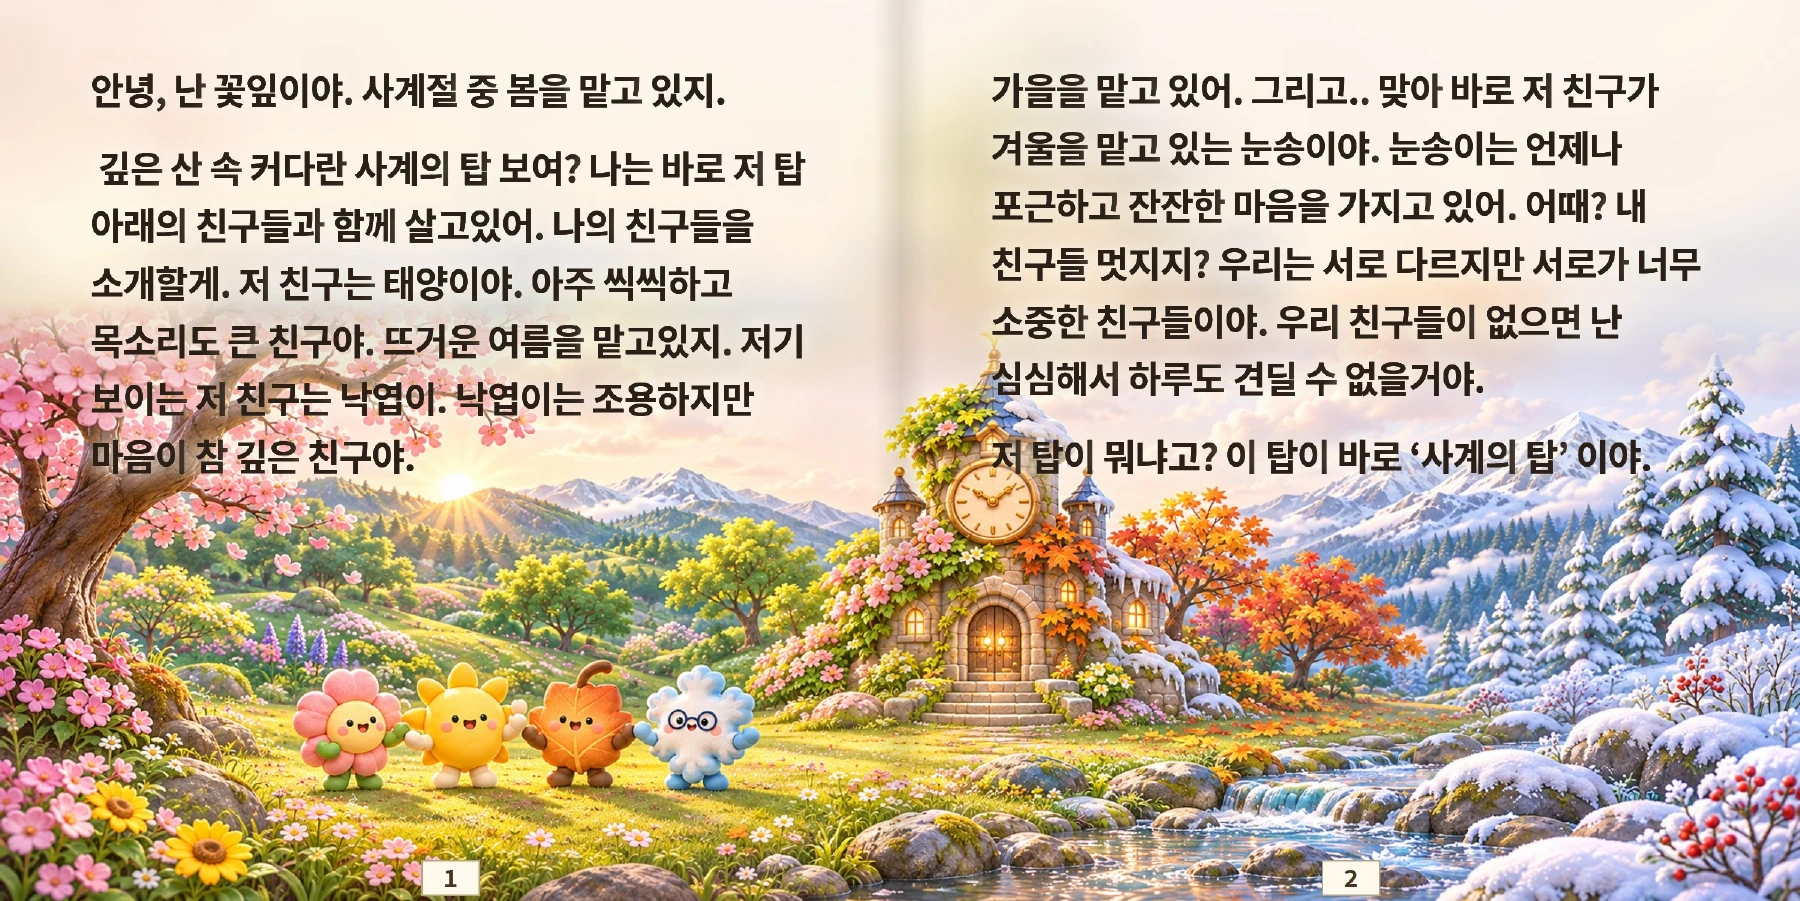 안녕, 난 꽃잎이야. 사계절 중 봄을 맡고 있지.
깊은 산 속 커다란 사계의 탑 보여? 나는 바로 저 탑
아래의 친구들과 함께 살고있어. 나의 친구들을
소개할게. 저 친구는 태양이야. 아주 씩씩하고
목소리도 큰 친구야. 뜨거운 여름을 맡고있지. 저기
보이는 저 친구는 낙엽이. 낙엽이는 조용하지만
마음이 참 깊은 친구야.
1
가을을 맡고 있어. 그리고.. 맞아 바로 저 친구가
겨울을 맡고 있는 눈송이야. 눈송이는 언제나
포근하고 잔잔한 마음을 가지고 있어. 어때? 내
친구들 멋지지? 우리는 서로 다르지만 서로가 너무
소중한 친구들이야. 우리 친구들이 없으면 난
심심해서 하루도 견딜 수 없을거야.
저 탑이 뭐냐고? 이 탑이 바로 ‘사계의 탑’ 이야.
2